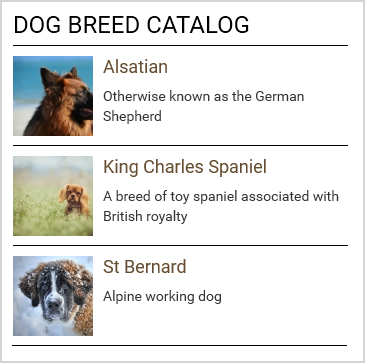 DOG BREED CATALOG
Alsatian
Otherwise known as the German
Shepherd
King Charles Spaniel
A breed of toy spaniel associated with
British royalty
St Bernard
Alpine working dog